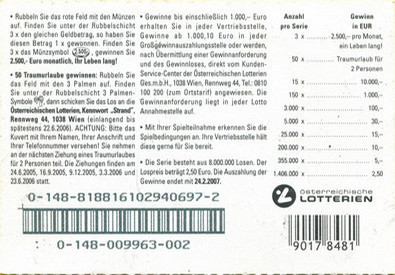 • Rubbeln Sie das rote Feld mit den Münzen
auf. Finden Sie unter der Rubbelschicht
3 x den gleichen Geldbetrag, so haben Sie
diesen Betrag 1 x gewonnen. Finden Sie
3 x das Münzsymbol 2.500,-, gewinnen Sie
2.500,- Euro monatlich, Ihr Leben lang!
• 50 Traumurlaube gewinnen: Rubbeln Sie
das Feld mit den 3 Palmen auf. Finden
Sie unter der Rubbelschicht 3 Palmen-
Symbole, dann schicken Sie das Los an die
Österreichischen Lotterien, Kennwort „Strand",
Rennweg 44, 1038 Wien (einlangend bis
spätestens 22.6.2006). ACHTUNG: Bitte das
Kuvert mit Ihrem Namen, Ihrer Anschrift und
Ihrer Telefonnummer versehen! Sie nehmen
an der nächsten Ziehung eines Traumurlaubes
für 2 Personen teil. Die Ziehungen finden am
24.6.2005, 16.9.2005, 9.12.2005, 3.3.2006 und
23.6.2006 statt.
• Gewinne bis einschließlich 1.000,- Euro
erhalten Sie in jeder Vertriebsstelle,
Gewinne ab 1.000,10 Euro in jeder
Großgewinnauszahlungsstelle oder werden,
nach Übermittlung einer Gewinnanforderung
und des Gewinnloses, direkt vom Kunden-
Service-Center der Österreichischen Lotterien
Ges.m.b.H., 1038 Wien, Rennweg 44, Tel.: 0810
100 200 (zum Ortstarif) angewiesen. Die
Gewinnanforderung liegt in jeder Lotto
Annahmestelle auf.
• Mit Ihrer Spielteilnahme erkennen Sie die
Spielbedingungen an. Ihre Vertriebsstelle hält
diese gerne für Sie bereit.
• Die Serie besteht aus 8.000.000 Losen. Der
Lospreis beträgt 2,50 Euro. Die Auszahlung der
Gewinne endet mit 24.2.2007.
Anzahl Gewinn
pro Serie in EUR
3 x 2.500,- pro Monat,
ein Leben lang!
50 x Traumurlaub für
2 Personen
15 x 10.000,-
150 x 1.000,-
3.000 x 100,-
5.000 x 50,-
65.000 x 20,-
90.000 x 10,-
200.000 x 5,-
355.000 x
1,406.000 x 2,50
0-148-818816102940697-2
0-148-009963-002
österreichische
LOTTERIEN
9017 8481